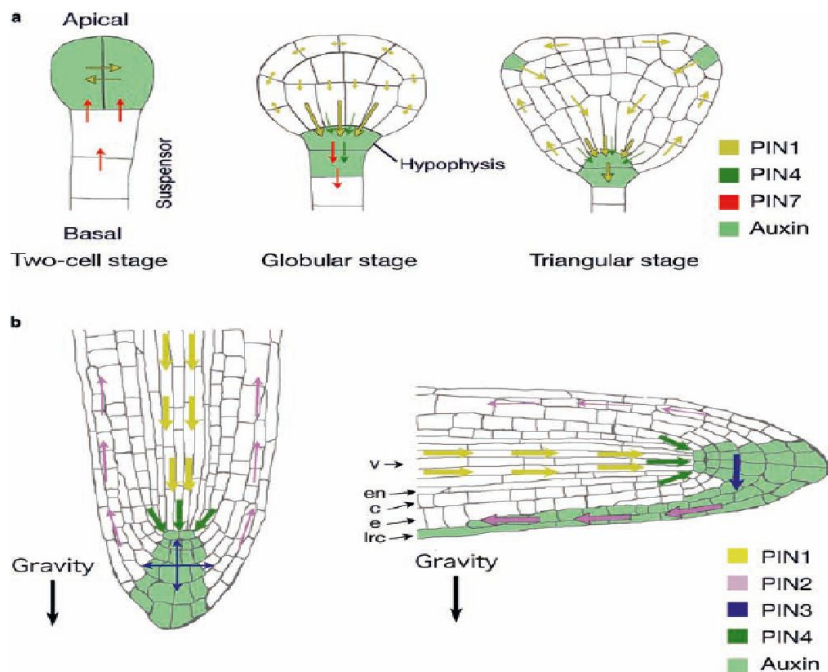 a
Apical
Suspensor
Basal
Two-cell stage
Hypophysis
Globular stage
Triangular stage
PIN1
PIN4
PIN7
Auxin
b
Gravity
v
en
c
e
lrc
Gravity
PIN1
PIN2
PIN3
PIN4
Auxin